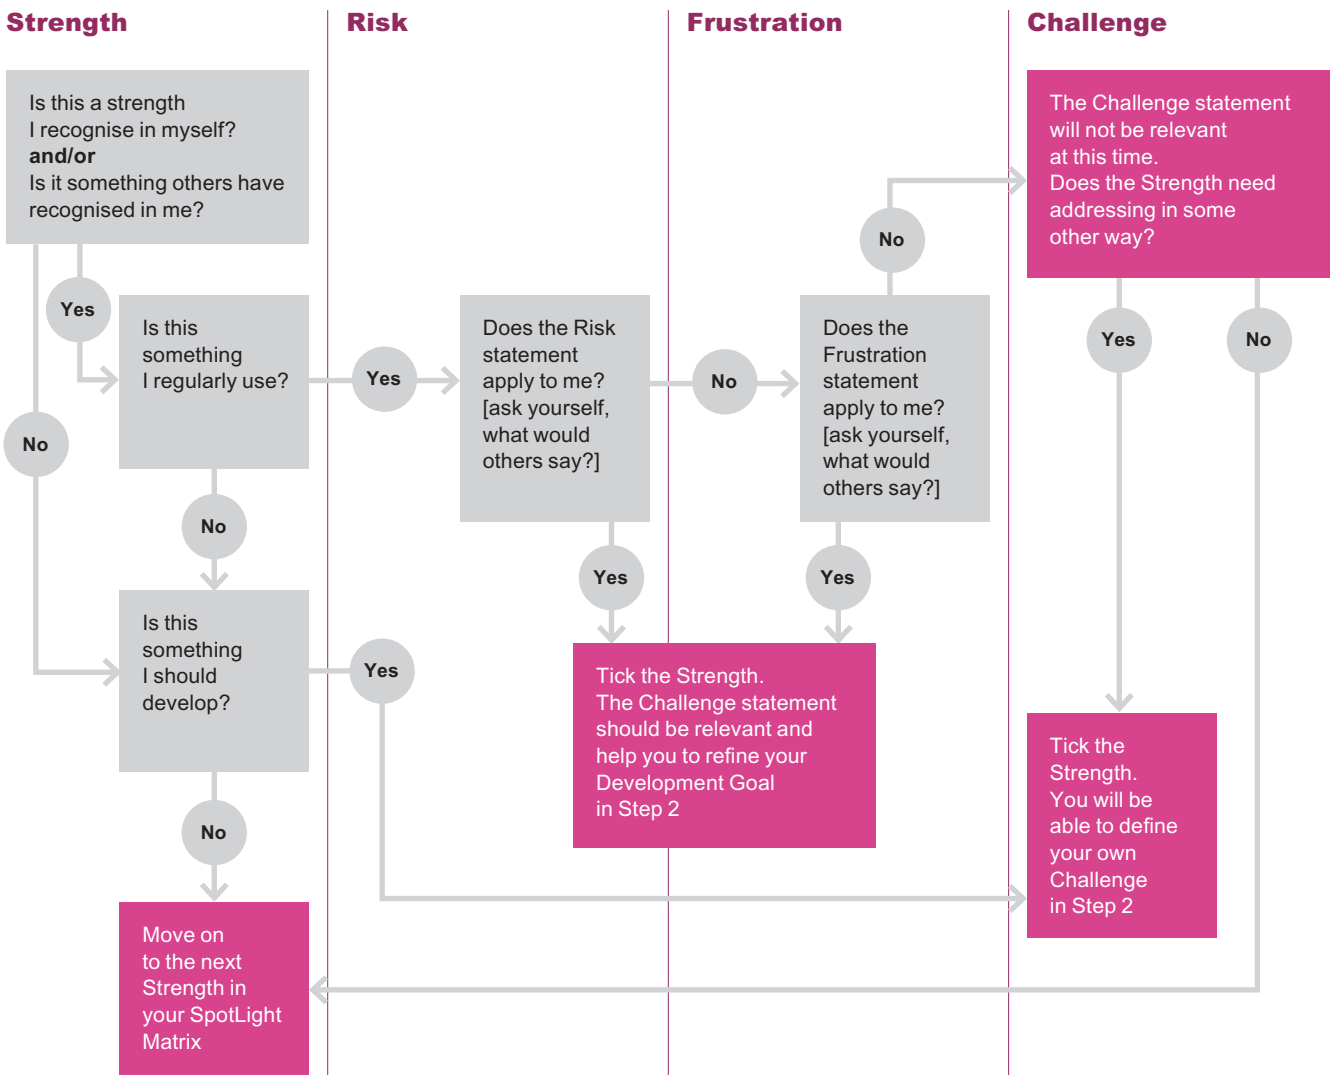 Strength
Risk
Frustration
Challenge
Is this a strength
I recognise in myself?
and/or
Is it something others have
recognised in me?
Yes
No
Is this
something
I regularly use?
No
Is this
something
I should
develop?
No
Move on
to the next
Strength in
your SpotLight
Matrix
Yes
Does the Risk
statement
apply to me?
[ask yourself,
what would
others say?]
Yes
No
Does the
Frustration
statement
apply to me?
[ask yourself,
what would
others say?]
Yes
No
Yes
Tick the Strength.
The Challenge statement
should be relevant and
help you to refine your
Development Goal
in Step 2
The Challenge statement
will not be relevant
at this time.
Does the Strength need
addressing in some
other way?
Yes
No
Tick the
Strength.
You will be
able to define
your own
Challenge
in Step 2